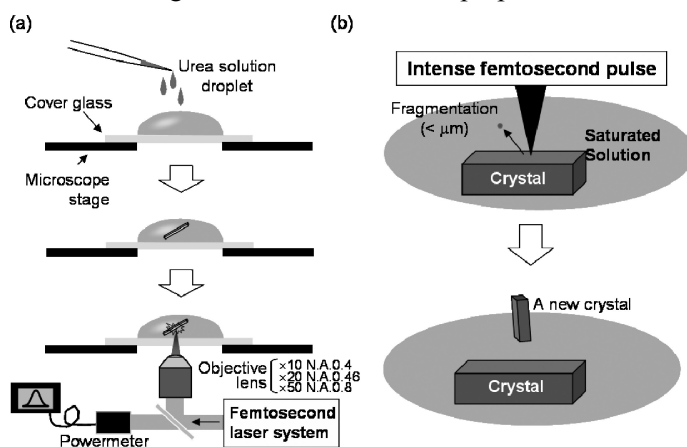 (a)
Urea solution
droplet
Cover glass
Microscope
stage
Objective
lens
×10 N.A.0.4
×20 N.A.0.46
×50 N.A.0.8
Femtosecond
laser system
Powermeter
(b)
Intense femtosecond pulse
Fragmentation
(< μm)
Saturated
Solution
Crystal
A new crystal
Crystal